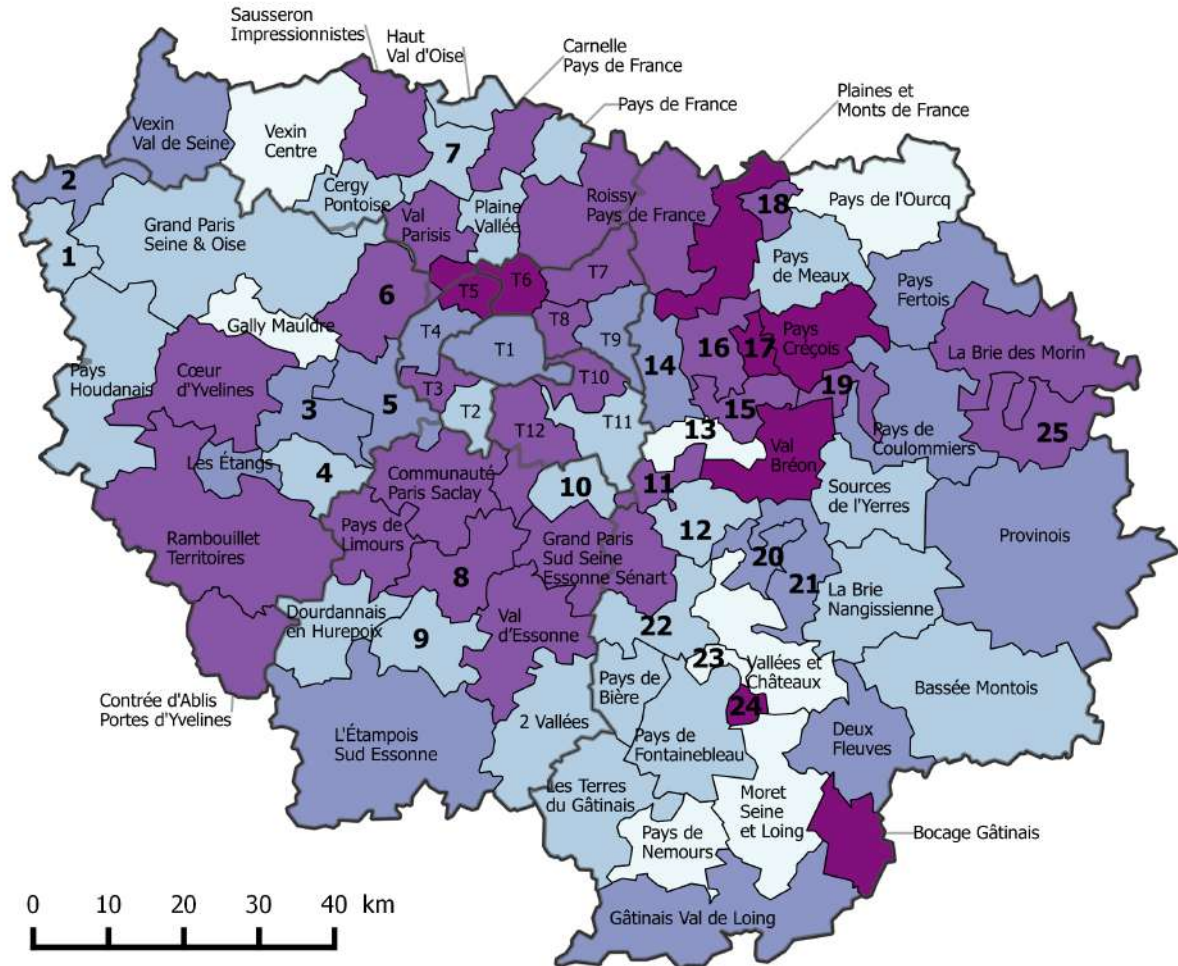 Sausseron
Impressionnistes
Haut
Val d'Oise
Carnelle
Pays de France
Pays de France
Plaines et
Monts de France
Vexin
Val de Seine
Vexin
Centre
2
7
Cergy
Pontoise
Plaine
Vallée
Roissy
Pays de France
18
Pays de l'Ourcq
Grand Paris
Seine & Oise
Val
Parisis
1
Pays
de Meaux
Pays
Fertois
6
T5
T6
T7
Gally Mauldre
T4
T1
T8
T9
14
16
17
Pays
Créçois
La Brie des Morin
Pays
Houdanais
Cœur
d'Yvelines
3
5
T3
T2
T10
T11
T12
15
19
13
25
Pays de
Coulommiers
Val
Bréon
Les Étangs
4
Communauté
Paris Saclay
10
11
Sources
de l'Yerres
Rambouillet
Territoires
Pays de
Limours
8
Grand Paris
Sud Seine
Essonne Sénart
12
20
21
Provinois
Dourdannais
en Hurepoix
9
Val
d'Essonne
22
La Brie
Nangissienne
23
Vallées et
Châteaux
Contrée d'Ablis
Portes d'Yvelines
Pays de
Bière
24
Bassée Montois
L'Étampois
Sud Essonne
2 Vallées
Pays de
Fontainebleau
Deux
Fleuves
Les Terres
du Gâtinais
Moret
Seine
et Loing
Pays de
Nemours
Bocage Gâtinais
Gâtinais Val de Loing
0 10 20 30 40 km